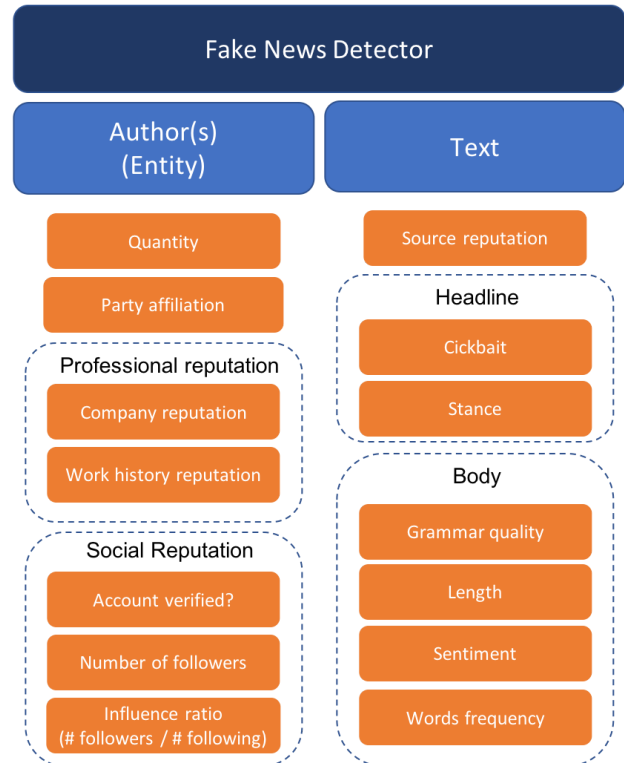 Fake News Detector
Author(s)
(Entity)
Quantity
Party affiliation
Professional reputation
Company reputation
Work history reputation
Social Reputation
Account verified?
Number of followers
Influence ratio
(# followers / # following)
Text
Source reputation
Headline
Cickbait
Stance
Body
Grammar quality
Length
Sentiment
Words frequency